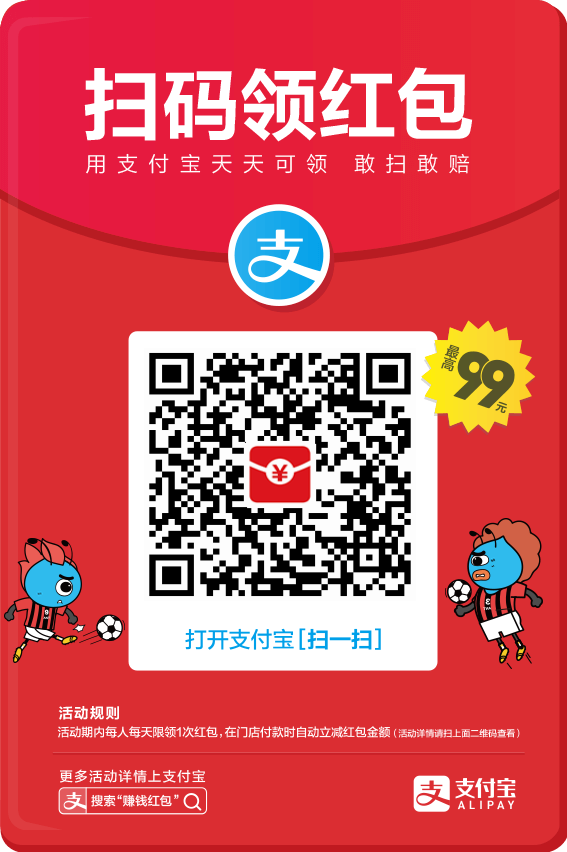 扫码领红包
用支付宝天天可领 敢扫敢赔
支
最高99元
¥
打开支付宝[扫一扫]
活动规则
活动期内每人每天限领1次红包，在门店付款时自动立减红包金额（活动详情请扫上面二维码查看）
更多活动详情上支付宝
支 搜索“赚钱红包”
支 支付宝
ALIPAY